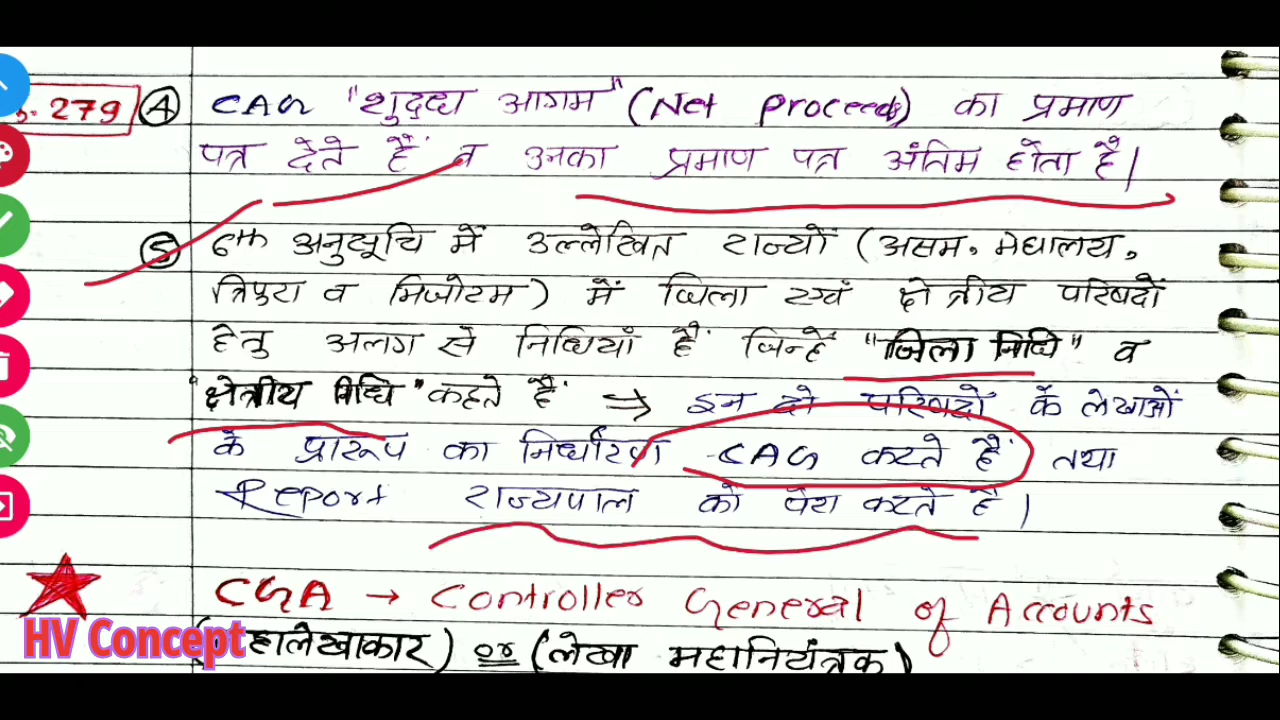 279 (4) CAG "शुद्ध आगम" (Net Proceeds) का प्रमाण
पत्र देते हैं व उनका प्रमाण पत्र अंतिम होता है।
(5) 6th अनुसूचि में उल्लेखित राज्यों (असम, मेघालय,
त्रिपुरा व मिजोरम) में जिला एवं क्षेत्रीय परिषदों
हेतु अलग से निधियां हैं जिन्हें "जिला निधि" व
"क्षेत्रीय निधि" कहते हैं ⇒ इन दो परिषदों के लेखाओं
के प्रारूप का निर्धारण CAG करते हैं तथा
Report राज्यपाल को पेश करते है।
CGA → Controller General of Accounts
HV Concept
हालेखाकार) or (लेखा महानियंत्रक)